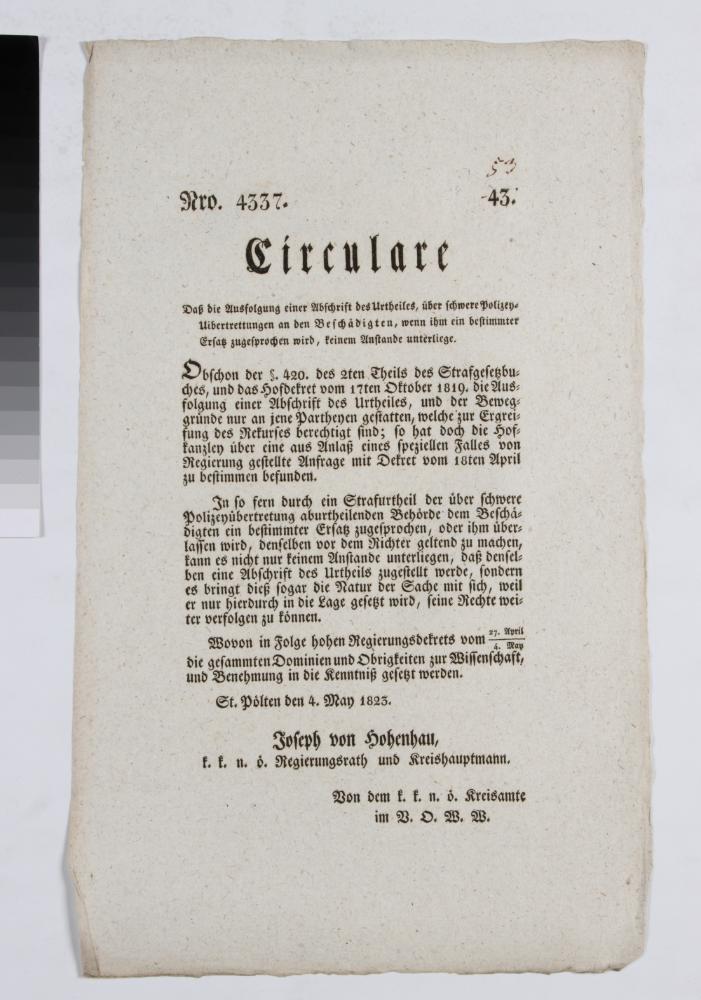 53
Nro. 4337. 43.
Circulare
Daß die Ausfolgung einer Abschrift des Urtheiles, über schwere Polizey-
Uibertrettungen an den Beschädigten, wenn ihm ein bestimmter
Ersatz zugesprochen wird, keinem Anstande unterliege.
Obschon der §. 420. des 2ten Theils des Strafgesetzbu-
ches, und das Hofdekret vom 17ten Oktober 1819. die Aus-
folgung einer Abschrift des Urtheiles, und der Beweg-
gründe nur an jene Partheyen gestatten, welche zur Ergrei-
fung des Rekurses berechtigt sind; so hat doch die Hof-
kanzley über eine aus Anlaß eines speziellen Falles von
Regierung gestellte Anfrage mit Dekret vom 18ten April
zu bestimmen befunden.
In so fern durch ein Strafurtheil der über schwere
Polizeyübertretung aburtheilenden Behörde dem Beschä-
digten ein bestimmter Ersatz zugesprochen, oder ihm über-
lassen wird, denselben vor dem Richter geltend zu machen,
kann es nicht nur keinem Anstande unterliegen, daß densel-
ben eine Abschrift des Urtheils zugestellt werde, sondern
es bringt dieß sogar die Natur der Sache mit sich, weil
er nur hierdurch in die Lage gesetzt wird, seine Rechte wei-
ter verfolgen zu können.
Wovon in Folge hohen Regierungsdekrets vom 27. April / 4. May
die gesammten Dominien und Obrigkeiten zur Wissenschaft,
und Benehmung in die Kenntniß gesetzt werden.
St. Pölten den 4. May 1823.
Joseph von Hohenhau,
k. k. n. ö. Regierungsrath und Kreishauptmann.
Von dem k. k. n. ö. Kreisamte
im V. O. W. W.